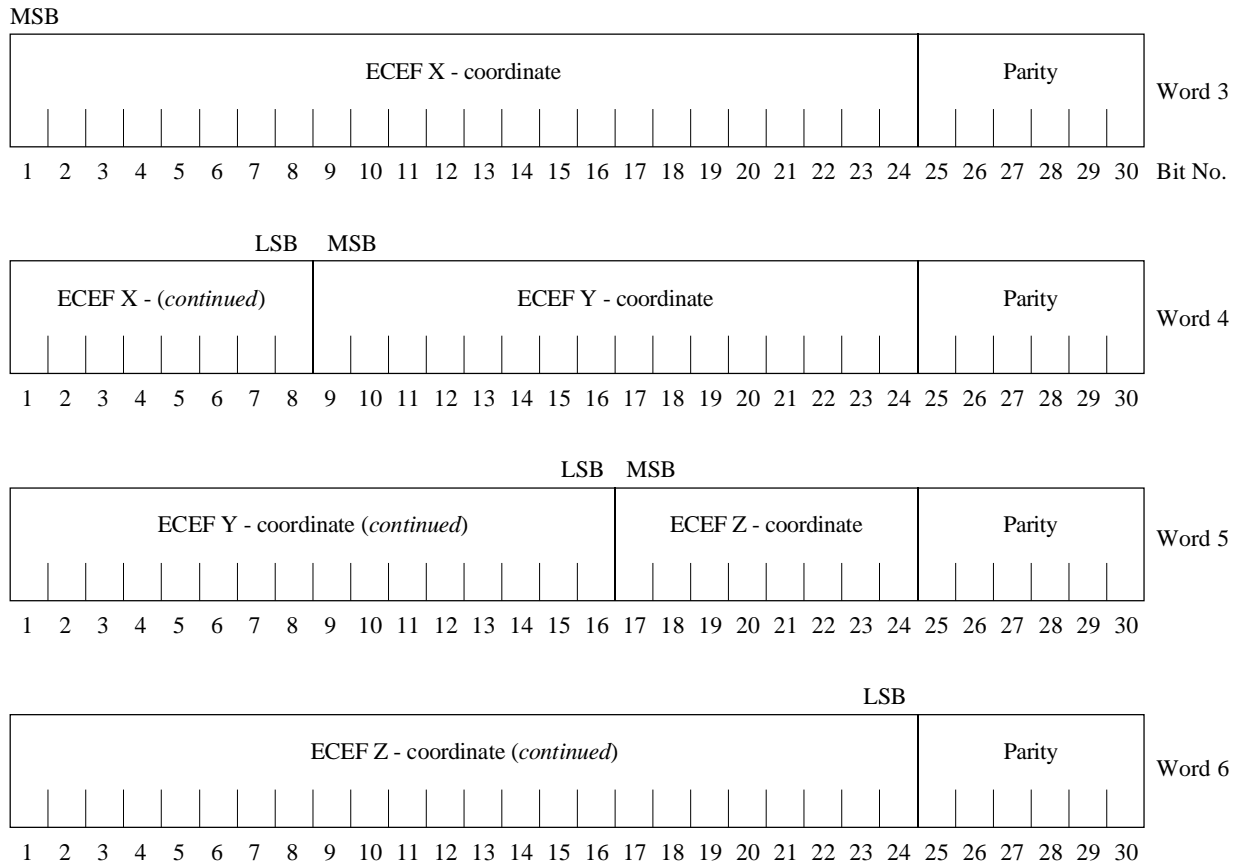 MSB
ECEF X - coordinate Parity
Word 3
1 2 3 4 5 6 7 8 9 10 11 12 13 14 15 16 17 18 19 20 21 22 23 24 25 26 27 28 29 30 Bit No.
LSB MSB
ECEF X - (continued) ECEF Y - coordinate Parity
Word 4
1 2 3 4 5 6 7 8 9 10 11 12 13 14 15 16 17 18 19 20 21 22 23 24 25 26 27 28 29 30
LSB MSB
ECEF Y - coordinate (continued) ECEF Z - coordinate Parity
Word 5
1 2 3 4 5 6 7 8 9 10 11 12 13 14 15 16 17 18 19 20 21 22 23 24 25 26 27 28 29 30
LSB
ECEF Z - coordinate (continued) Parity
Word 6
1 2 3 4 5 6 7 8 9 10 11 12 13 14 15 16 17 18 19 20 21 22 23 24 25 26 27 28 29 30